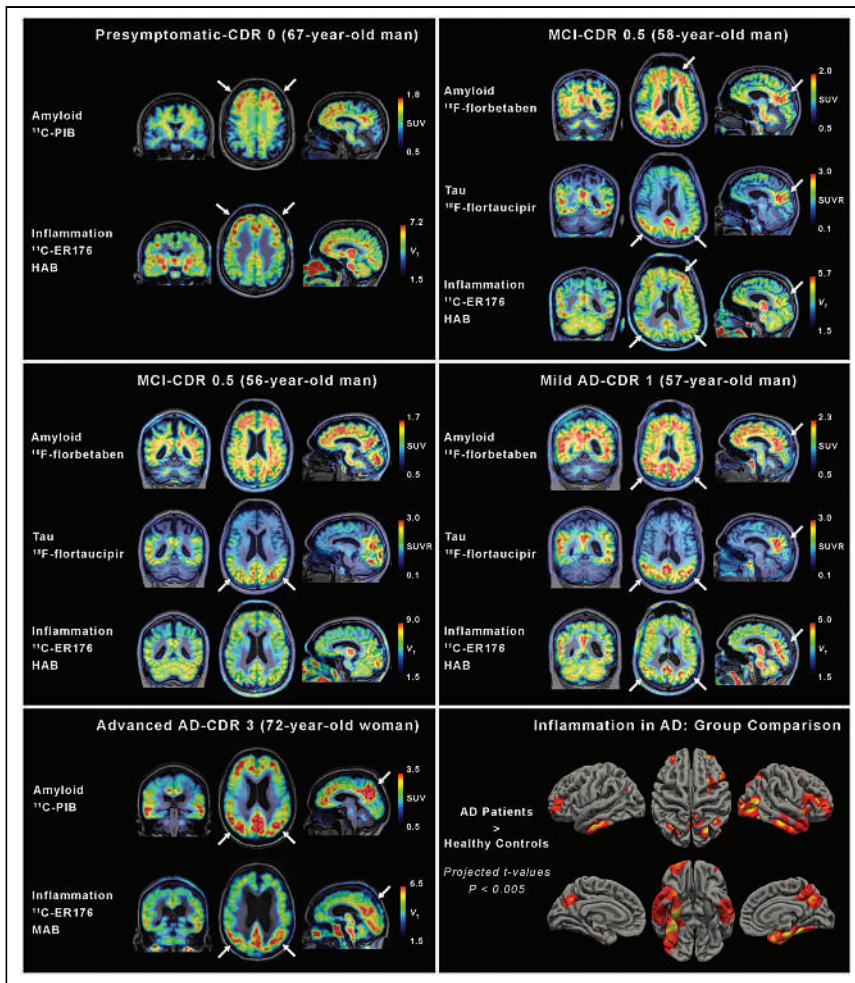 Presymptomatic-CDR 0 (67-year-old man)
Amyloid
¹¹C-PIB
1.8
SUV
0.5
Inflammation
¹¹C-ER176
HAB
7.2
V_T
1.5
MCI-CDR 0.5 (58-year-old man)
Amyloid
¹⁸F-florbetaben
2.0
SUV
0.5
Tau
¹⁸F-flortaucipir
3.0
SUVR
0.1
Inflammation
¹¹C-ER176
HAB
5.7
V_T
1.5
MCI-CDR 0.5 (56-year-old man)
Amyloid
¹⁸F-florbetaben
1.7
SUV
0.5
Tau
¹⁸F-flortaucipir
3.0
SUVR
0.1
Inflammation
¹¹C-ER176
HAB
9.0
V_T
1.5
Mild AD-CDR 1 (57-year-old man)
Amyloid
¹⁸F-florbetaben
2.3
SUV
0.5
Tau
¹⁸F-flortaucipir
3.0
SUVR
0.1
Inflammation
¹¹C-ER176
HAB
5.0
V_T
1.5
Advanced AD-CDR 3 (72-year-old woman)
Amyloid
¹¹C-PIB
3.5
SUV
0.5
Inflammation
¹¹C-ER176
MAB
6.5
V_T
1.5
Inflammation in AD: Group Comparison
AD Patients
>
Healthy Controls
Projected t-values
P < 0.005